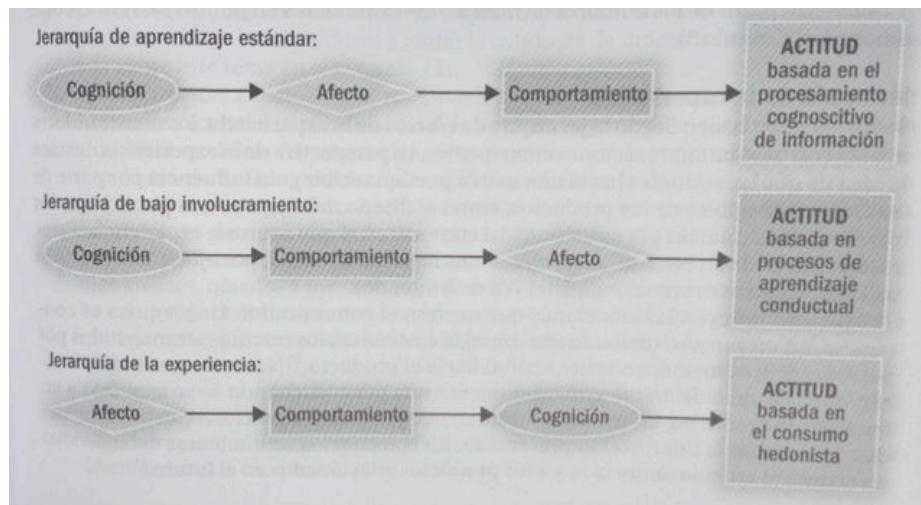 Jerarquía de aprendizaje estándar:
Cognición
Afecto
Comportamiento
ACTITUD
basada en el
procesamiento
cognoscitivo
de información
Jerarquía de bajo involucramiento:
Cognición
Comportamiento
Afecto
ACTITUD
basada en
procesos de
aprendizaje
conductual
Jerarquía de la experiencia:
Afecto
Comportamiento
Cognición
ACTITUD
basada en
el consumo
hedonista